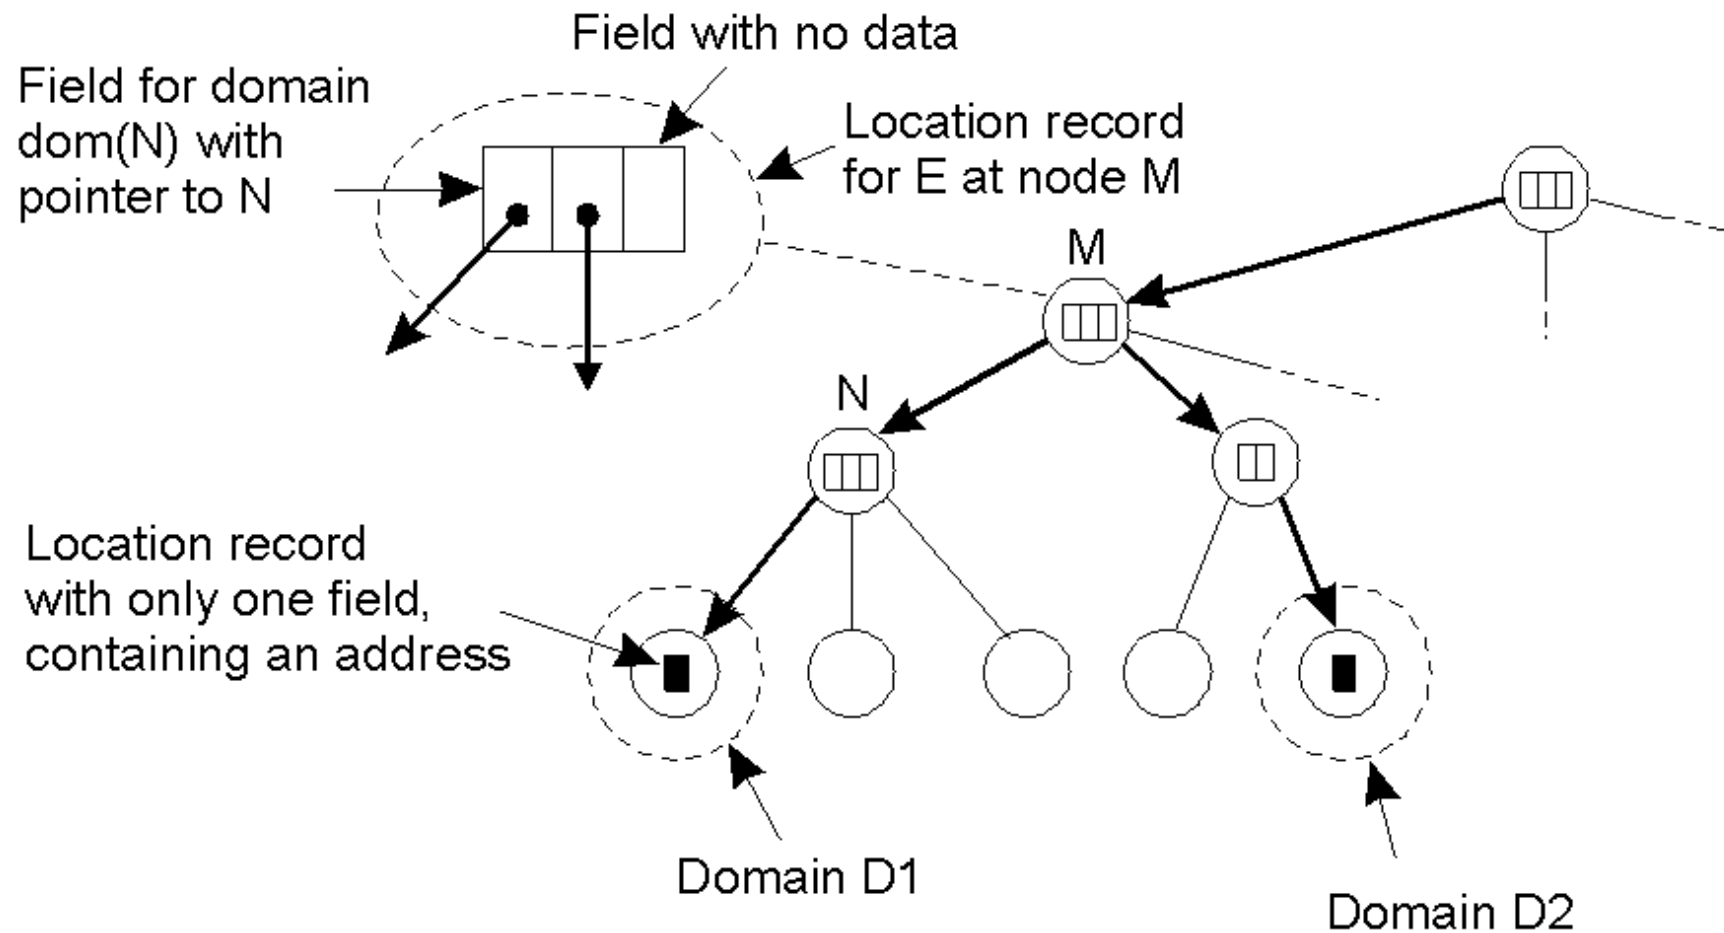 Field with no data
Field for domain
dom(N) with
pointer to N
Location record
for E at node M
M
N
Location record
with only one field,
containing an address
Domain D1
Domain D2